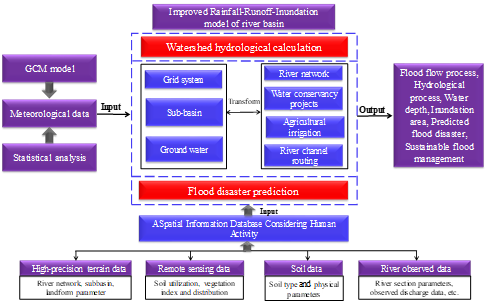 Improved Rainfall-Runoff-Inundation
model of river basin
Watershed hydrological calculation
GCM model
Meteorological data
Statistical analysis
Input
Grid system
Sub-basin
Ground water
Transform
River network
Water conservancy
projects
Agricultural
irrigation
River channel
routing
Output
Flood flow process,
Hydrological
process, Water
depth, Inundation
area, Predicted
flood disaster,
Sustainable flood
management
Flood disaster prediction
Input
ASpatial Information Database Considering Human
Activity
High-precision terrain data
River network, subbasin,
landform parameter
Remote sensing data
Soil utilization, vegetation
index and distribution
Soil data
Soil type and physical
parameters
River observed data
River section parameters,
observed discharge data, etc.